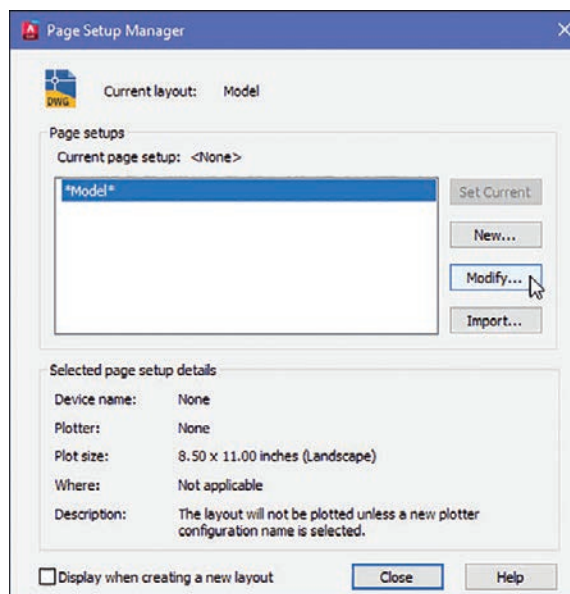 Page Setup Manager
DWG
Current layout: Model
Page setups
Current page setup: <None>
*Model*
Set Current
New...
Modify...
Import...
Selected page setup details
Device name: None
Plotter: None
Plot size: 8.50 x 11.00 inches (Landscape)
Where: Not applicable
Description: The layout will not be plotted unless a new plotter
configuration name is selected.
Display when creating a new layout
Close
Help